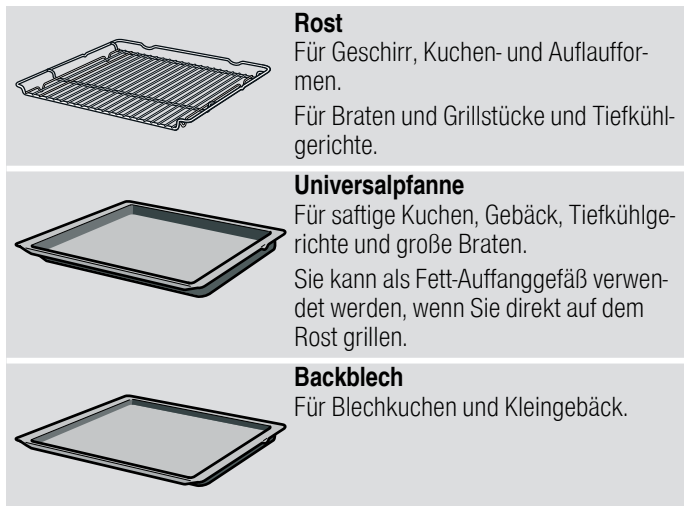 Rost
Für Geschirr, Kuchen- und Auflauffor-
men.
Für Braten und Grillstücke und Tiefkühl-
gerichte.
Universalpfanne
Für saftige Kuchen, Gebäck, Tiefkühlge-
richte und große Braten.
Sie kann als Fett-Auffanggefäß verwen-
det werden, wenn Sie direkt auf dem
Rost grillen.
Backblech
Für Blechkuchen und Kleingebäck.